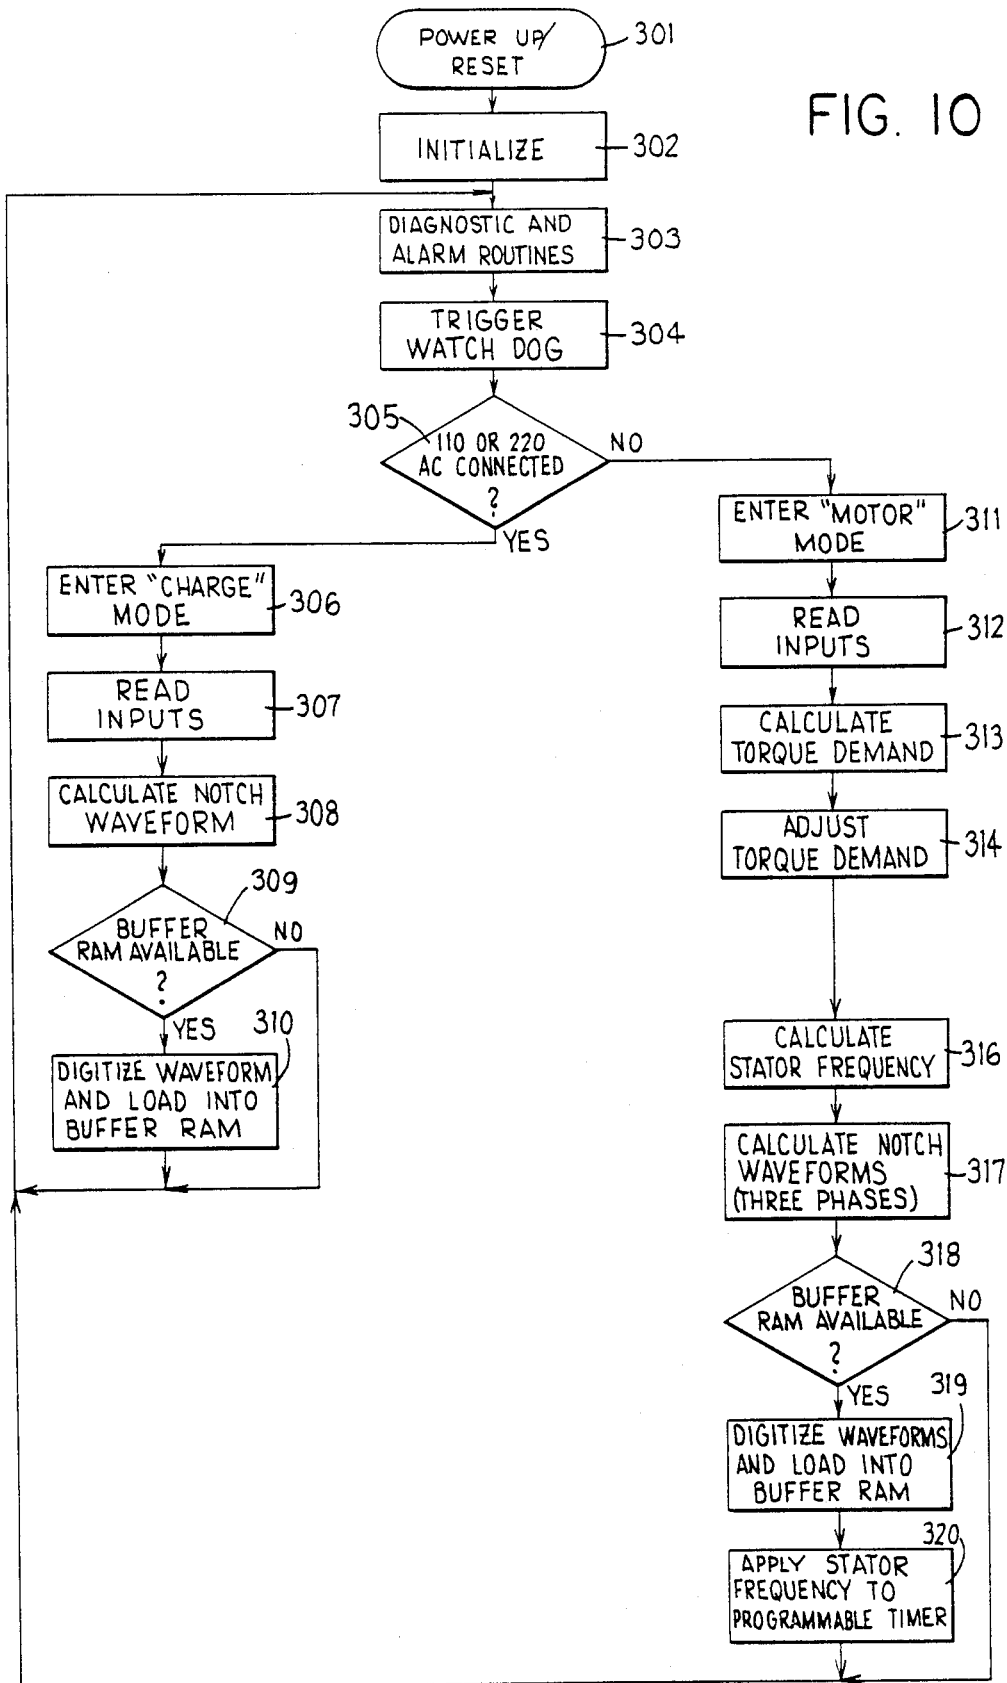 POWER UP/
RESET
301
FIG. 10
INITIALIZE
302
DIAGNOSTIC AND
ALARM ROUTINES
303
TRIGGER
WATCH DOG
304
305
110 OR 220
AC CONNECTED
?
NO
YES
ENTER "CHARGE"
MODE
306
READ
INPUTS
307
CALCULATE NOTCH
WAVEFORM
308
309
BUFFER
RAM AVAILABLE
?
NO
YES
310
DIGITIZE WAVEFORM
AND LOAD INTO
BUFFER RAM
ENTER "MOTOR"
MODE
311
READ
INPUTS
312
CALCULATE
TORQUE DEMAND
313
ADJUST
TORQUE DEMAND
314
CALCULATE
STATOR FREQUENCY
316
CALCULATE NOTCH
WAVEFORMS
(THREE PHASES)
317
318
BUFFER
RAM AVAILABLE
?
NO
YES
319
DIGITIZE WAVEFORMS
AND LOAD INTO
BUFFER RAM
320
APPLY STATOR
FREQUENCY TO
PROGRAMMABLE TIMER